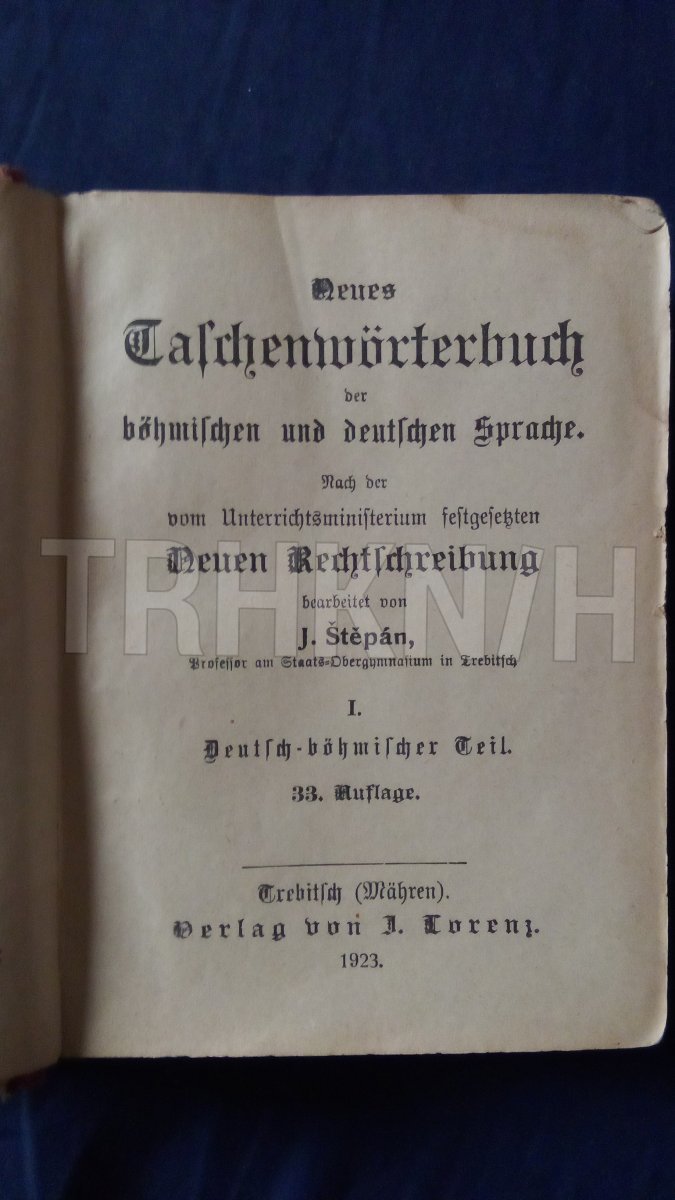 Neues
Taschenwörterbuch
der
böhmischen und deutschen Sprache.
Nach der
vom Unterrichtsministerium festgesetzten
Neuen Rechtschreibung
bearbeitet von
J. Štěpán,
Professor am Staats-Obergymnasium in Trebitsch
I.
Deutsch-böhmischer Teil.
33. Auflage.
Trebitsch (Mähren).
Verlag von J. Lorenz.
1923.
TRHKNIH